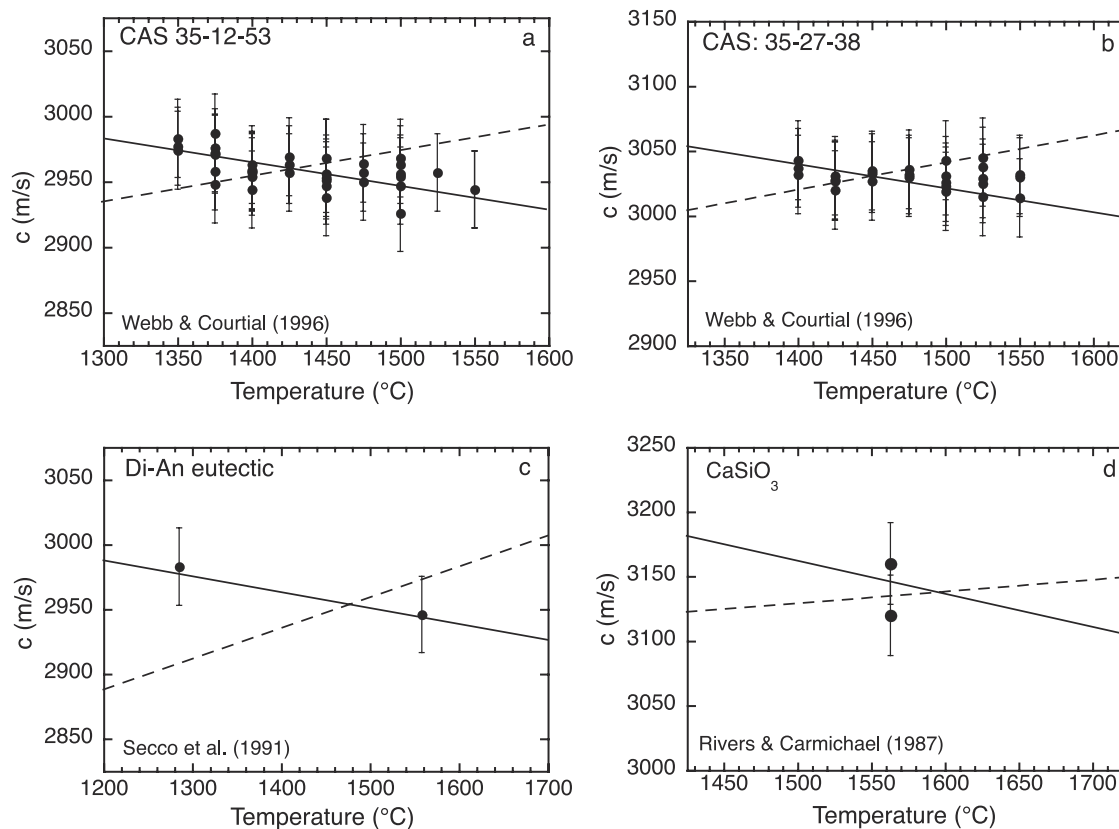 CAS 35-12-53
a
3050
3000
2950
2900
2850
c (m/s)
Webb & Courtial (1996)
1300 1350 1400 1450 1500 1550 1600
Temperature (°C)
CAS: 35-27-38
b
3150
3100
3050
3000
2950
2900
c (m/s)
Webb & Courtial (1996)
1350 1400 1450 1500 1550 1600
Temperature (°C)
Di-An eutectic
c
3050
3000
2950
2900
2850
c (m/s)
Secco et al. (1991)
1200 1300 1400 1500 1600 1700
Temperature (°C)
CaSiO₃
d
3250
3200
3150
3100
3050
3000
c (m/s)
Rivers & Carmichael (1987)
1450 1500 1550 1600 1650 1700
Temperature (°C)